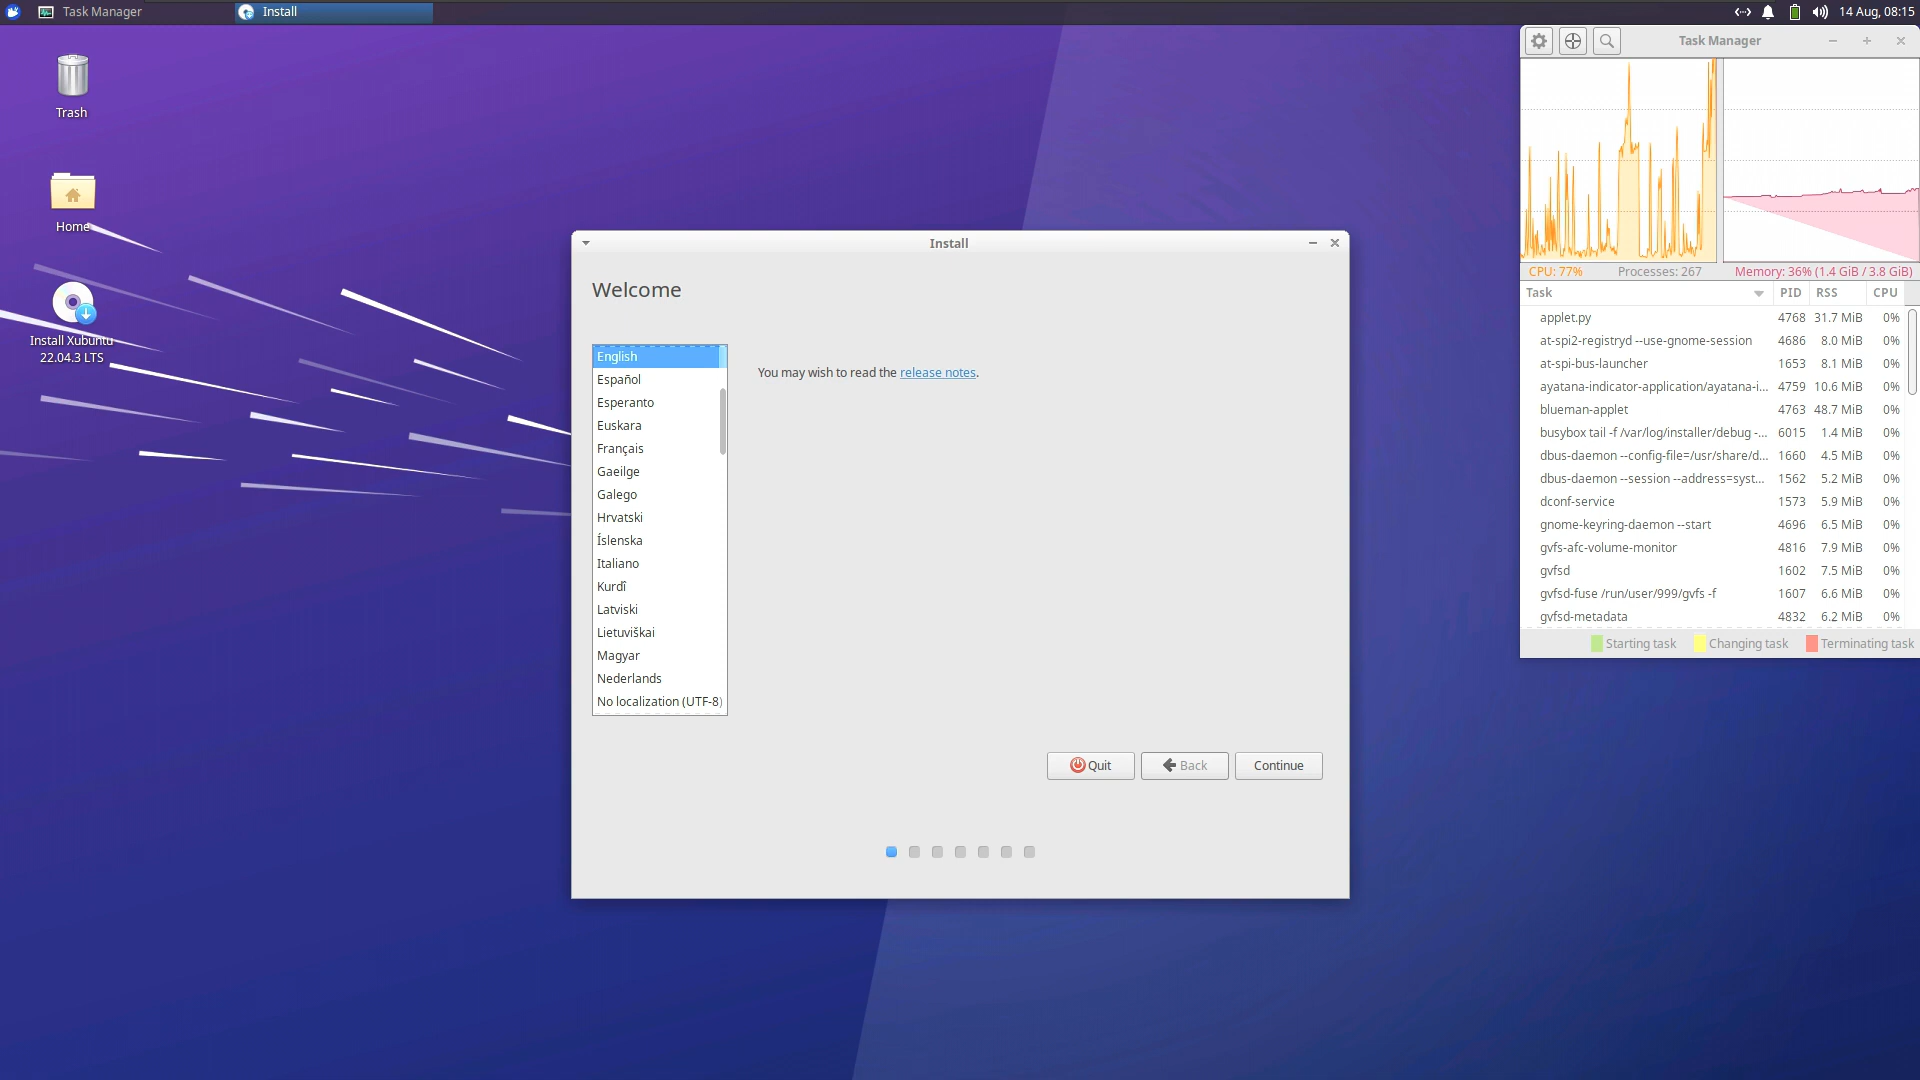 Task Manager
Install
14 Aug, 08:15
Trash
Home
Install Xubuntu
22.04.3 LTS
Install
Welcome
English
Español
Esperanto
Euskara
Français
Gaeilge
Galego
Hrvatski
Íslenska
Italiano
Kurdî
Latviski
Lietuviškai
Magyar
Nederlands
No localization (UTF-8)
You may wish to read the release notes.
Quit
Back
Continue
Task Manager
CPU: 77% Processes: 267 Memory: 36% (1.4 GiB / 3.8 GiB)
Task PID RSS CPU
applet.py 4768 31.7 MiB 0%
at-spi2-registryd --use-gnome-session 4686 8.0 MiB 0%
at-spi-bus-launcher 1653 8.1 MiB 0%
ayatana-indicator-application/ayatana-i... 4759 10.6 MiB 0%
blueman-applet 4763 48.7 MiB 0%
busybox tail -f /var/log/installer/debug -... 6015 1.4 MiB 0%
dbus-daemon --config-file=/usr/share/d... 1660 4.5 MiB 0%
dbus-daemon --session --address=syst... 1562 5.2 MiB 0%
dconf-service 1573 5.9 MiB 0%
gnome-keyring-daemon --start 4696 6.5 MiB 0%
gvfs-afc-volume-monitor 4816 7.9 MiB 0%
gvfsd 1602 7.5 MiB 0%
gvfsd-fuse /run/user/999/gvfs -f 1607 6.6 MiB 0%
gvfsd-metadata 4832 6.2 MiB 0%
Starting task Changing task Terminating task